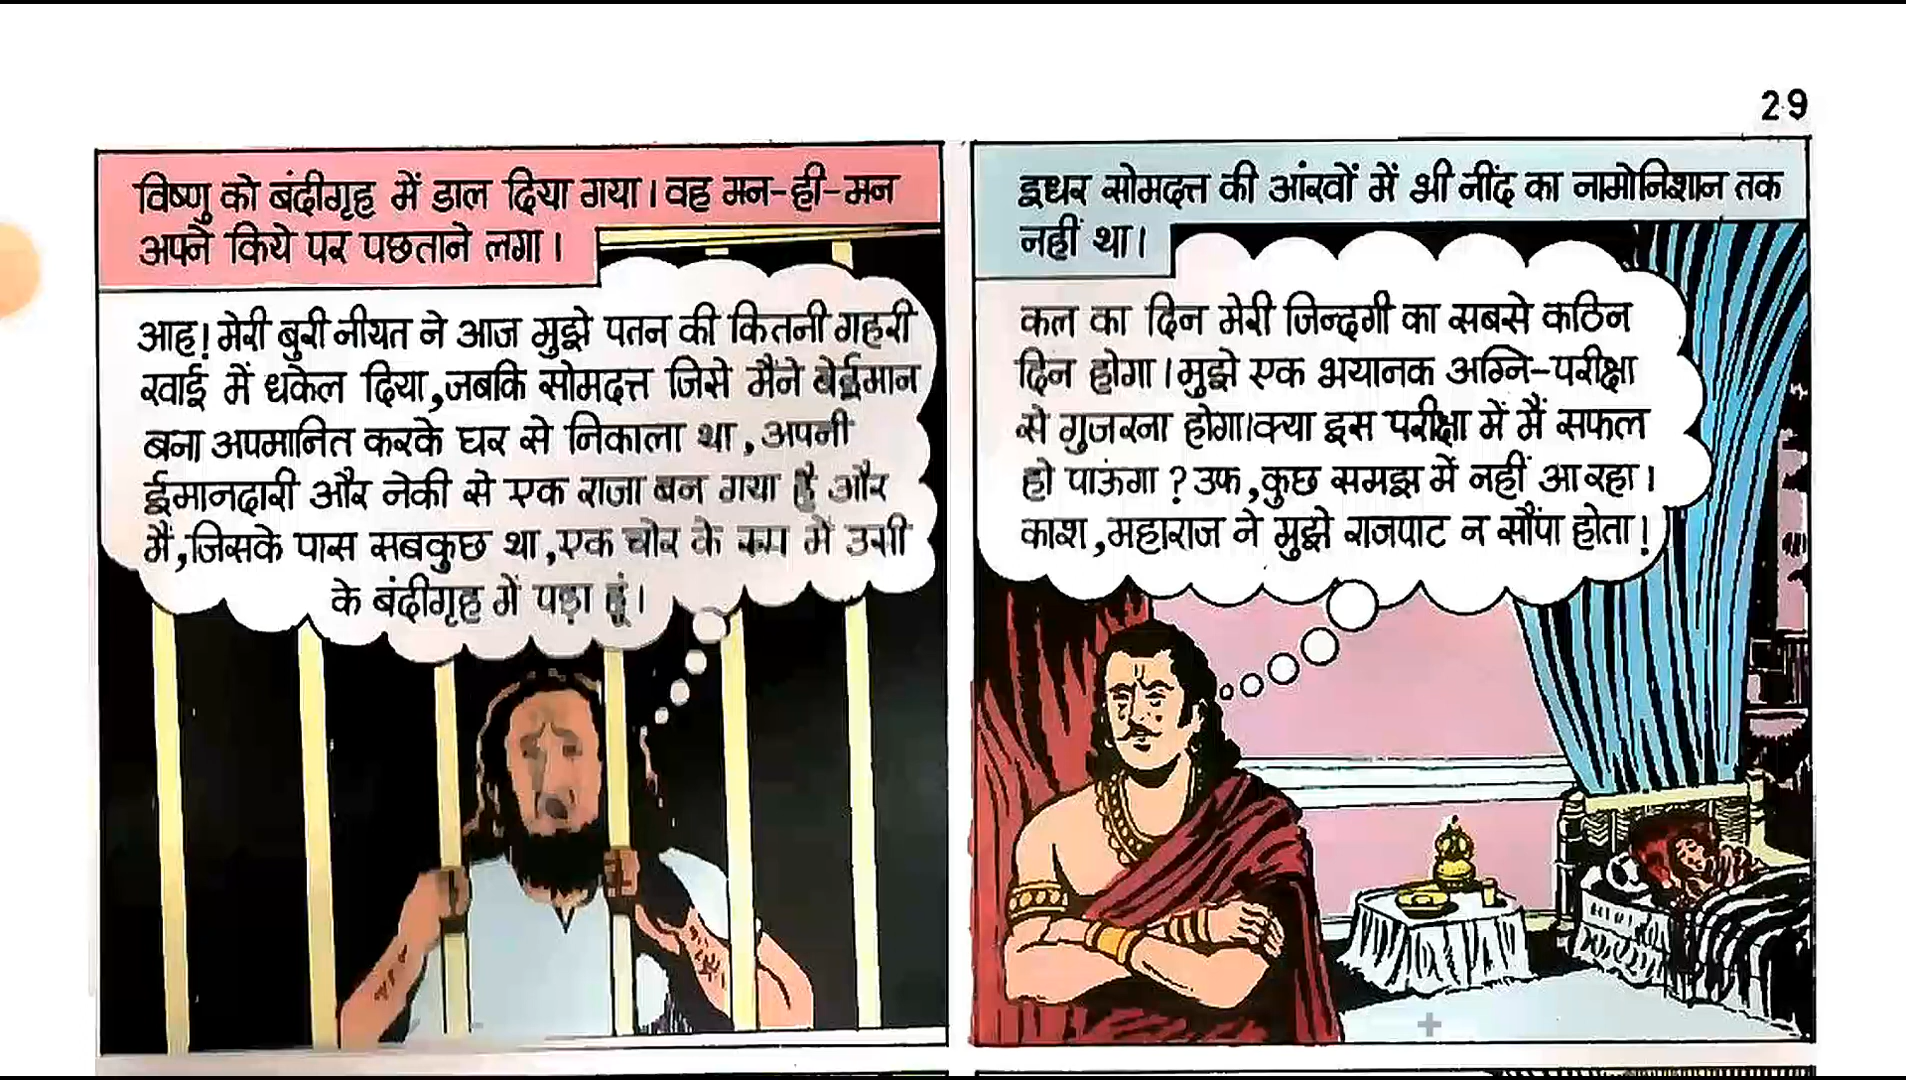 29
विष्णु को बंदीगृह में डाल दिया गया। वह मन-ही-मन
अपने किये पर पछताने लगा।
आह! मेरी बुरी नीयत ने आज मुझे पतन की कितनी गहरी
खाई में धकेल दिया, जबकि सोमदत्त जिसे मैंने बेईमान
बना अपमानित करके घर से निकाला था, अपनी
ईमानदारी और नेकी से एक राजा बन गया है और
मैं, जिसके पास सबकुछ था, एक चोर के रूप में उसी
के बंदीगृह में पड़ा हूं।
इधर सोमदत्त की आंखों में भी नींद का नामोनिशान तक
नहीं था।
कल का दिन मेरी जिन्दगी का सबसे कठिन
दिन होगा। मुझे एक भयानक अग्नि-परीक्षा
से गुजरना होगा। क्या इस परीक्षा में मैं सफल
हो पाऊंगा? उफ, कुछ समझ में नहीं आ रहा।
काश, महाराज ने मुझे राजपाट न सौंपा होता!